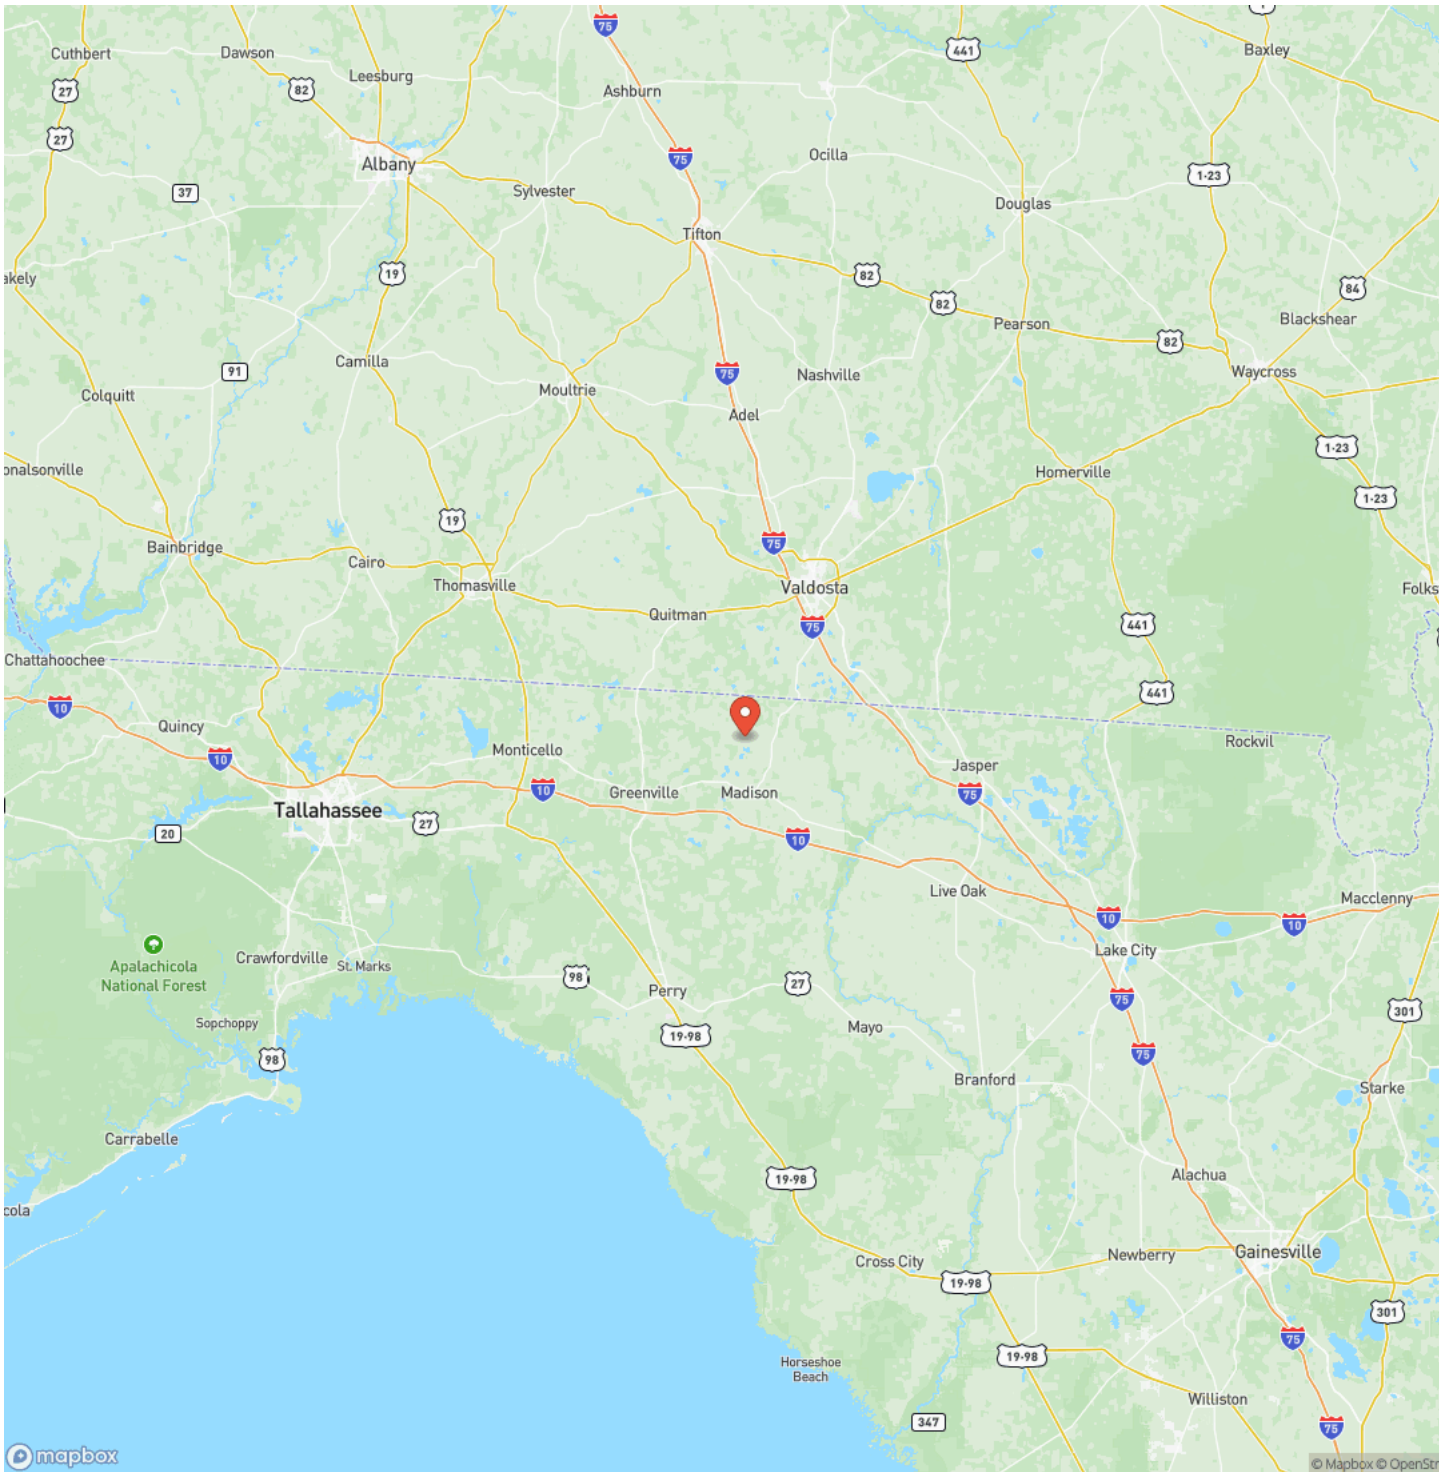 75
441
Baxley
Cuthbert
Dawson
Leesburg
27
82
Ashburn
27
75
Ocilla
Albany
1·23
37
Sylvester
Douglas
Tifton
akely
19
82
84
82
Blackshear
Pearson
82
Camilla
91
75
Nashville
Waycross
Moultrie
Colquitt
Adel
1·23
onalsonville
Homerville
1·23
19
75
Bainbridge
Cairo
Thomasville
Valdosta
Folks
Quitman
75
441
Chattahoochee
441
10
Quincy
Rockvil
Monticello
10
Jasper
10
Greenville
Madison
75
Tallahassee
27
20
10
Live Oak
Macclenny
10
10
Apalachicola
National Forest
Crawfordville
St. Marks
Lake City
98
Perry
27
75
301
Sopchoppy
19·98
Mayo
98
75
Branford
Starke
Carrabelle
19·98
Alachua
cola
Gainesville
Newberry
Cross City
19·98
301
75
19·98
Horseshoe
Beach
Williston
347
75
mapbox
© Mapbox © OpenStr